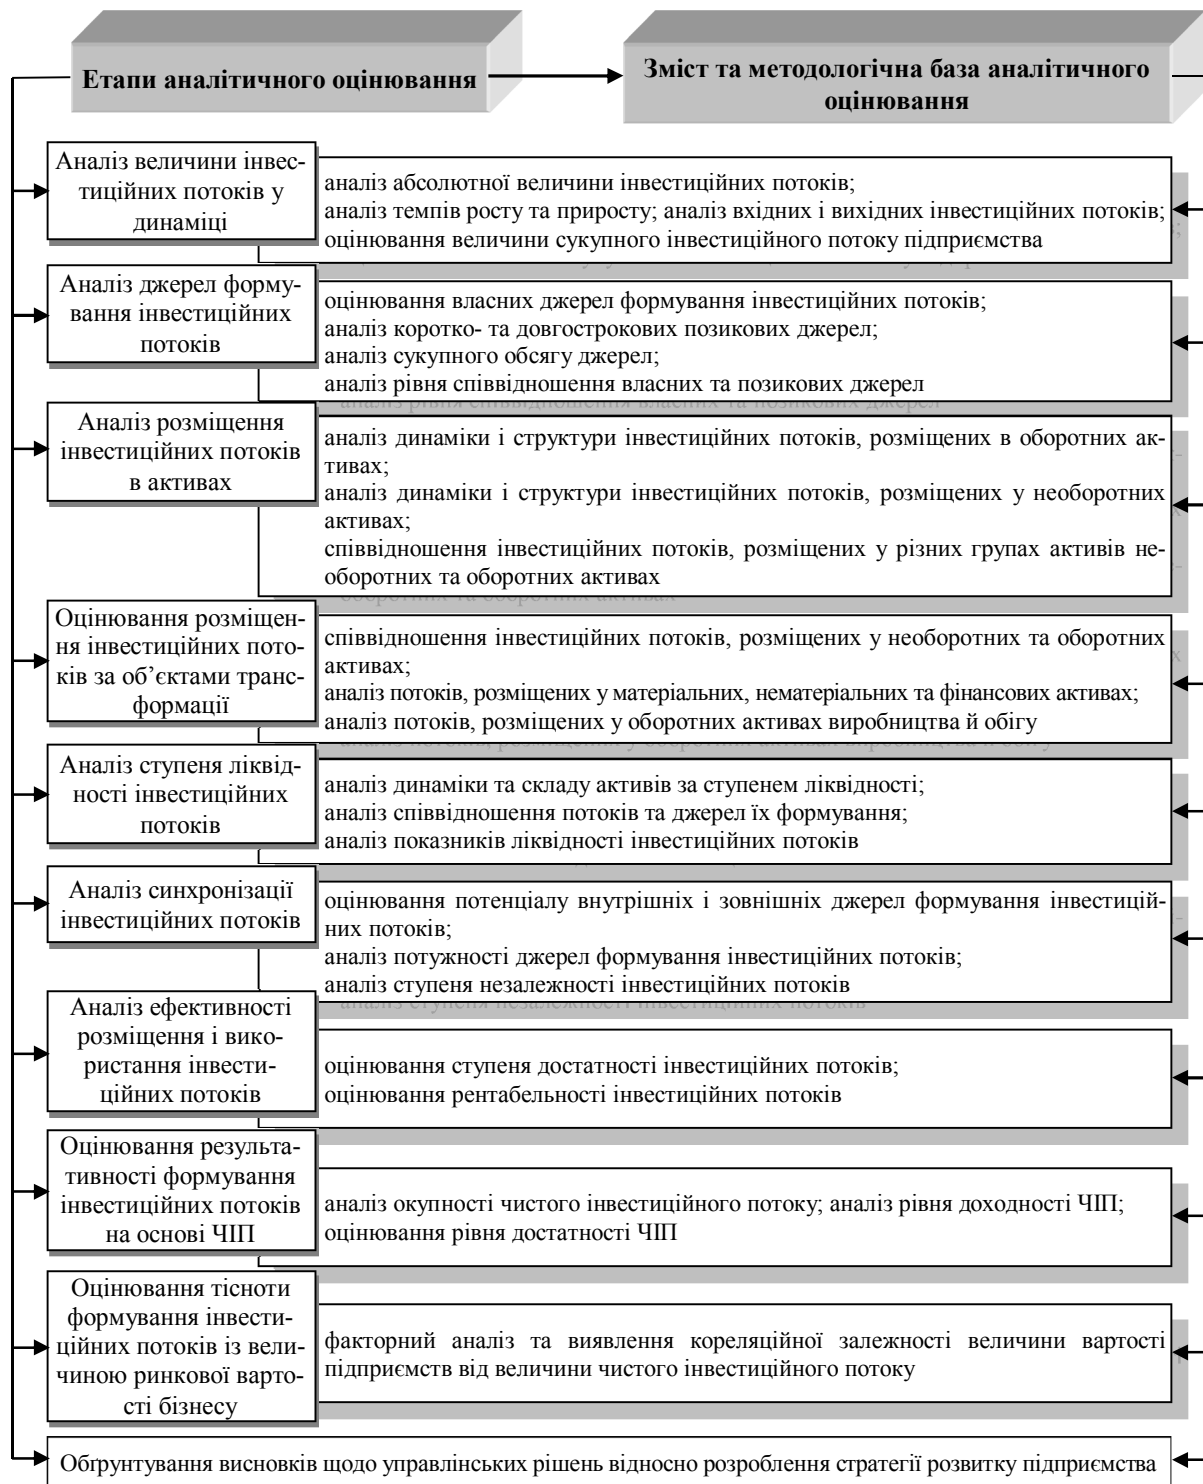 Етапи аналітичного оцінювання
Зміст та методологічна база аналітичного
оцінювання
Аналіз величини інвес-
тиційних потоків у
динаміці
аналіз абсолютної величини інвестиційних потоків;
аналіз темпів росту та приросту; аналіз вхідних і вихідних інвестиційних потоків;
оцінювання величини сукупного інвестиційного потоку підприємства
Аналіз джерел форму-
вання інвестиційних
потоків
оцінювання власних джерел формування інвестиційних потоків;
аналіз коротко- та довгострокових позикових джерел;
аналіз сукупного обсягу джерел;
аналіз рівня співвідношення власних та позикових джерел
Аналіз розміщення
інвестиційних потоків
в активах
аналіз динаміки і структури інвестиційних потоків, розміщених в оборотних ак-
тивах;
аналіз динаміки і структури інвестиційних потоків, розміщених у необоротних
активах;
співвідношення інвестиційних потоків, розміщених у різних групах активів не-
оборотних та оборотних активах
Оцінювання розміщен-
ня інвестиційних пото-
ків за об’єктами транс-
формації
співвідношення інвестиційних потоків, розміщених у необоротних та оборотних
активах;
аналіз потоків, розміщених у матеріальних, нематеріальних та фінансових активах;
аналіз потоків, розміщених у оборотних активах виробництва й обігу
Аналіз ступеня ліквід-
ності інвестиційних
потоків
аналіз динаміки та складу активів за ступенем ліквідності;
аналіз співвідношення потоків та джерел їх формування;
аналіз показників ліквідності інвестиційних потоків
Аналіз синхронізації
інвестиційних потоків
оцінювання потенціалу внутрішніх і зовнішніх джерел формування інвестицій-
них потоків;
аналіз потужності джерел формування інвестиційних потоків;
аналіз ступеня незалежності інвестиційних потоків
Аналіз ефективності
розміщення і вико-
ристання інвести-
ційних потоків
оцінювання ступеня достатності інвестиційних потоків;
оцінювання рентабельності інвестиційних потоків
Оцінювання результа-
тивності формування
інвестиційних потоків
на основі ЧІП
аналіз окупності чистого інвестиційного потоку; аналіз рівня доходності ЧІП;
оцінювання рівня достатності ЧІП
Оцінювання тісноти
формування інвести-
ційних потоків із вели-
чиною ринкової варто-
сті бізнесу
факторний аналіз та виявлення кореляційної залежності величини вартості
підприємств від величини чистого інвестиційного потоку
Обґрунтування висновків щодо управлінських рішень відносно розроблення стратегії розвитку підприємства